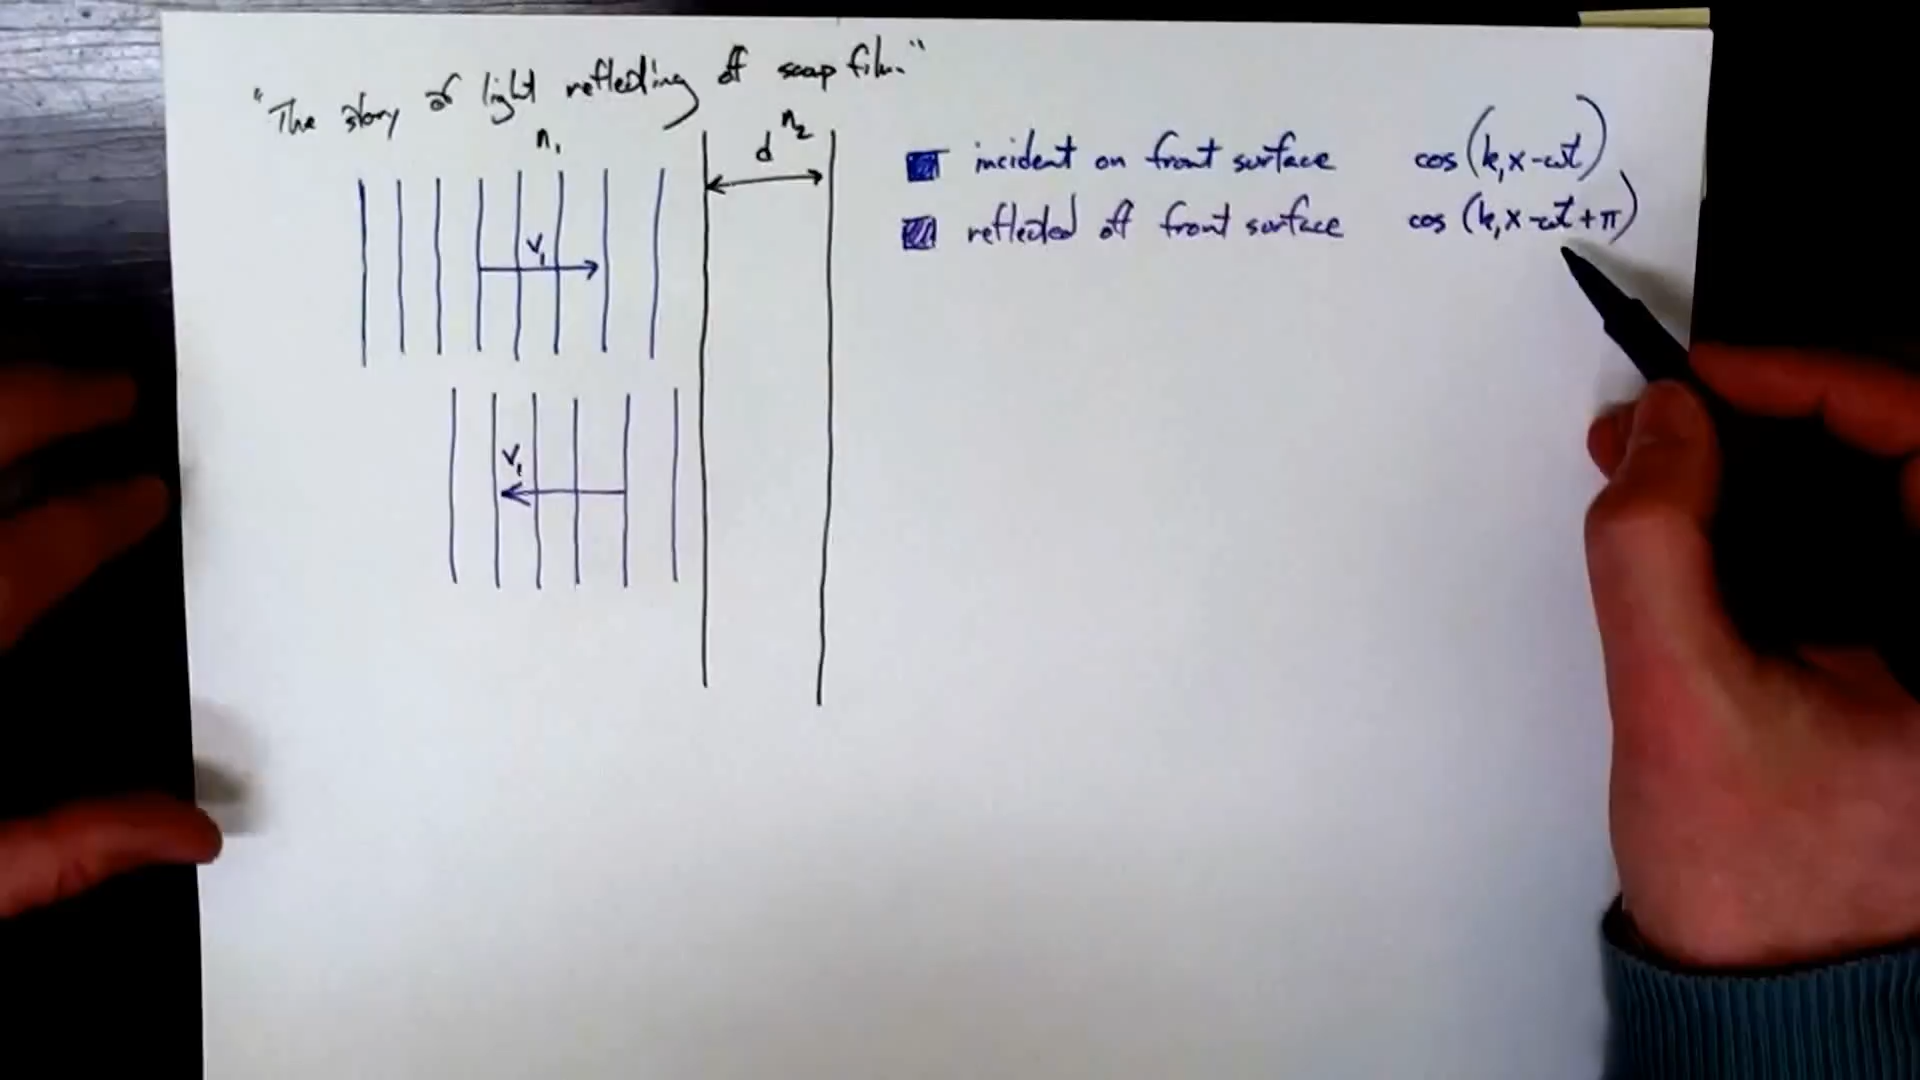 "The story of light reflecting off soap film."
n₁
d
n₂
v₁
v₁
incident on front surface cos(k₁x-ωt)
reflected off front surface cos(k₁x-ωt+π)